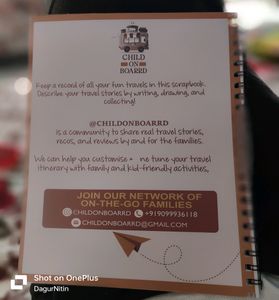 CHILD
ON
BOARRD
Keep a record of all your fun travels in this scrapbook.
Describe your travel stories by writing, drawing, and
collecting!
@CHILDONBOARRD
is a community to share real travel stories,
recos, and reviews by and for the families.
We can help you customise + ne tune your travel
itinerary with family and kid-friendly activities,
JOIN OUR NETWORK OF
ON-THE-GO FAMILIES
CHILDONBOARRD +919099936118
CHILDONBOARRD@GMAIL.COM
Shot on OnePlus
DagurNitin